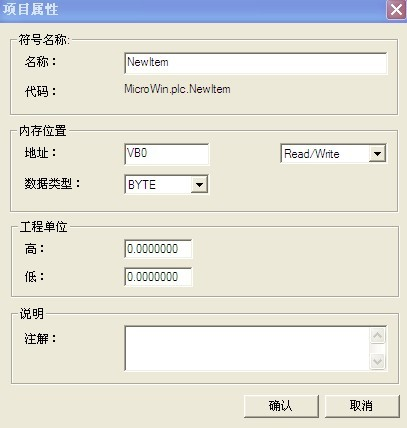 项目属性
符号名称:
名称： NewItem
代码： MicroWin.plc.NewItem
内存位置
地址： VB0 Read/Write
数据类型： BYTE
工程单位
高： 0.0000000
低： 0.0000000
说明
注解：
确认 取消